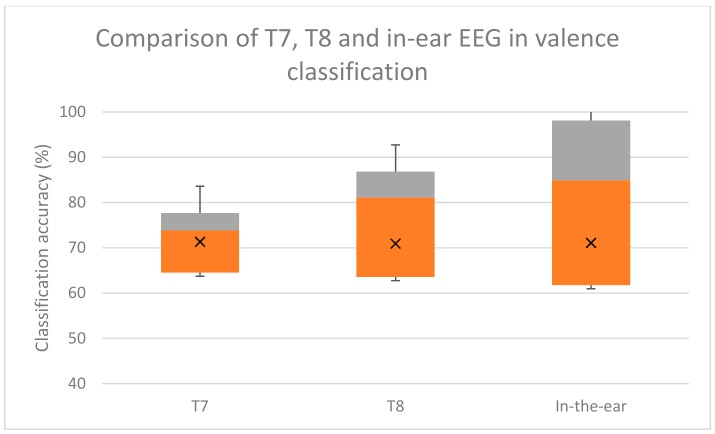 Comparison of T7, T8 and in-ear EEG in valence
classification
Classification accuracy (%)
100
90
80
70
60
50
40
T7
T8
In-the-ear